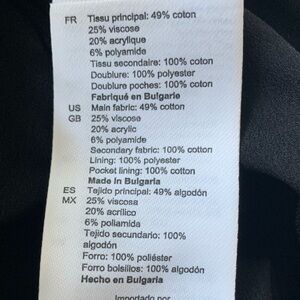 FR Tissu principal: 49% coton
25% viscose
20% acrylique
6% polyamide
Tissu secondaire: 100% coton
Doublure: 100% polyester
Doublure poches: 100% coton
Fabriqué en Bulgarie
US Main fabric: 49% cotton
GB 25% viscose
20% acrylic
6% polyamide
Secondary fabric: 100% cotton
Lining: 100% polyester
Pocket lining: 100% cotton
Made in Bulgaria
ES Tejido principal: 49% algodón
MX 25% viscosa
20% acrílico
6% poliamida
Tejido secundario: 100%
algodón
Forro: 100% poliéster
Forro bolsillos: 100% algodón
Hecho en Bulgaria
Importado por